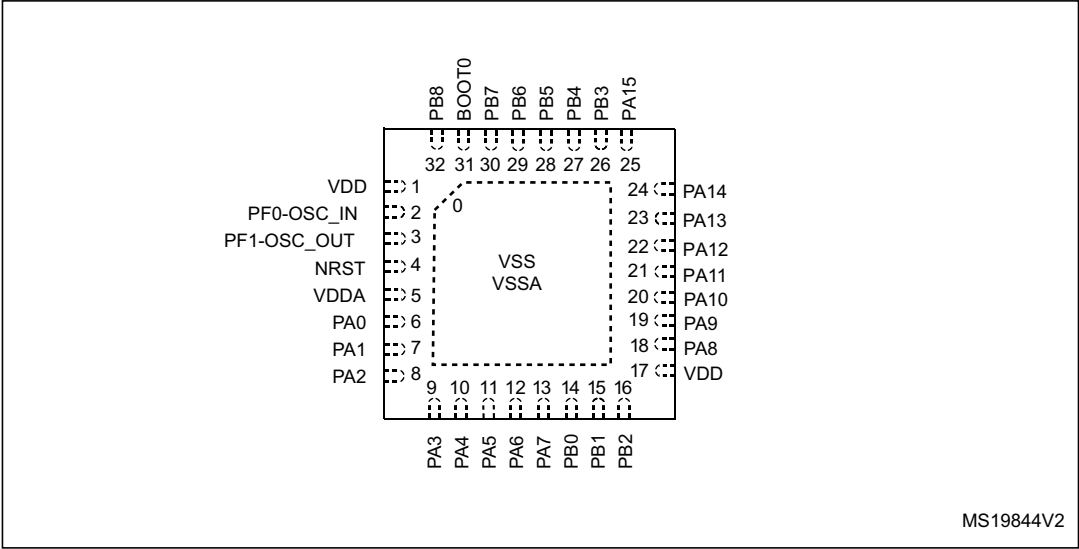 PB8 BOOT0 PB7 PB6 PB5 PB4 PB3 PA15
32 31 30 29 28 27 26 25
VDD 1
PF0-OSC_IN 2
PF1-OSC_OUT 3
NRST 4
VDDA 5
PA0 6
PA1 7
PA2 8
0
VSS
VSSA
24 PA14
23 PA13
22 PA12
21 PA11
20 PA10
19 PA9
18 PA8
17 VDD
9 10 11 12 13 14 15 16
PA3 PA4 PA5 PA6 PA7 PB0 PB1 PB2
MS19844V2